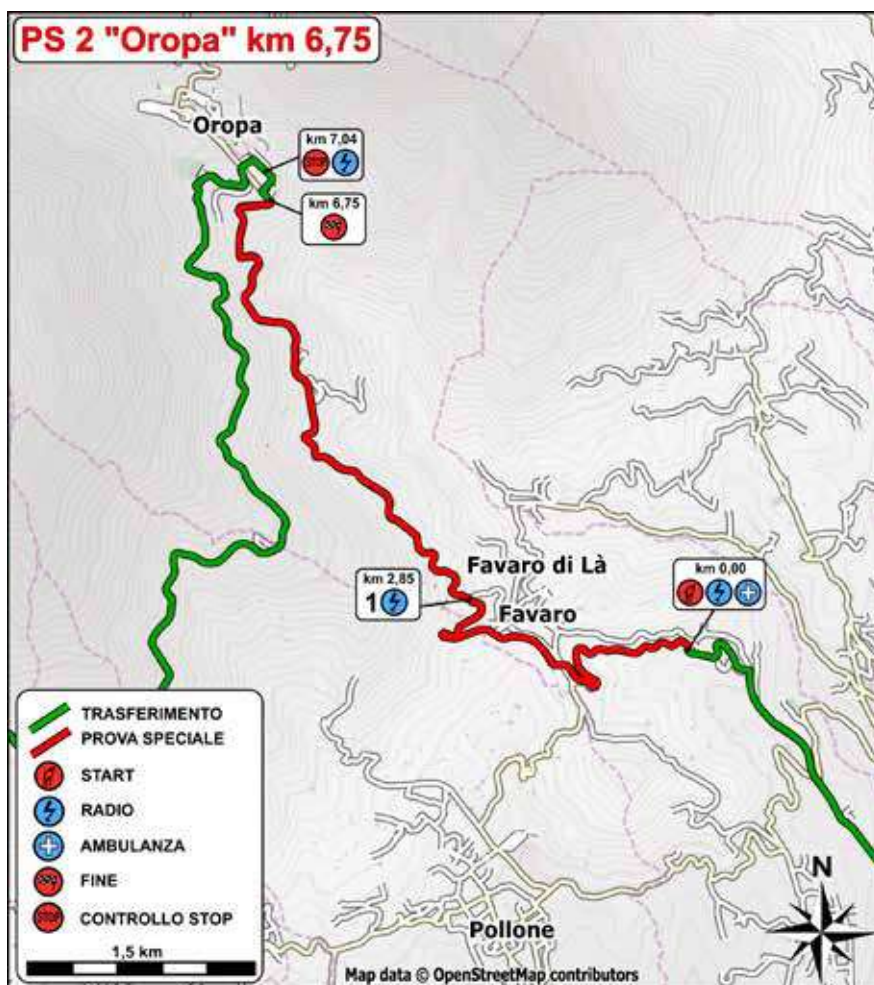 PS 2 "Oropa" km 6,75
Oropa
km 7,04
STOP
km 6,75
Favaro di Là
km 2,85
1
Favaro
km 0,00
TRASFERIMENTO
PROVA SPECIALE
START
RADIO
AMBULANZA
FINE
STOP
CONTROLLO STOP
1,5 km
N
Pollone
Map data © OpenStreetMap contributors